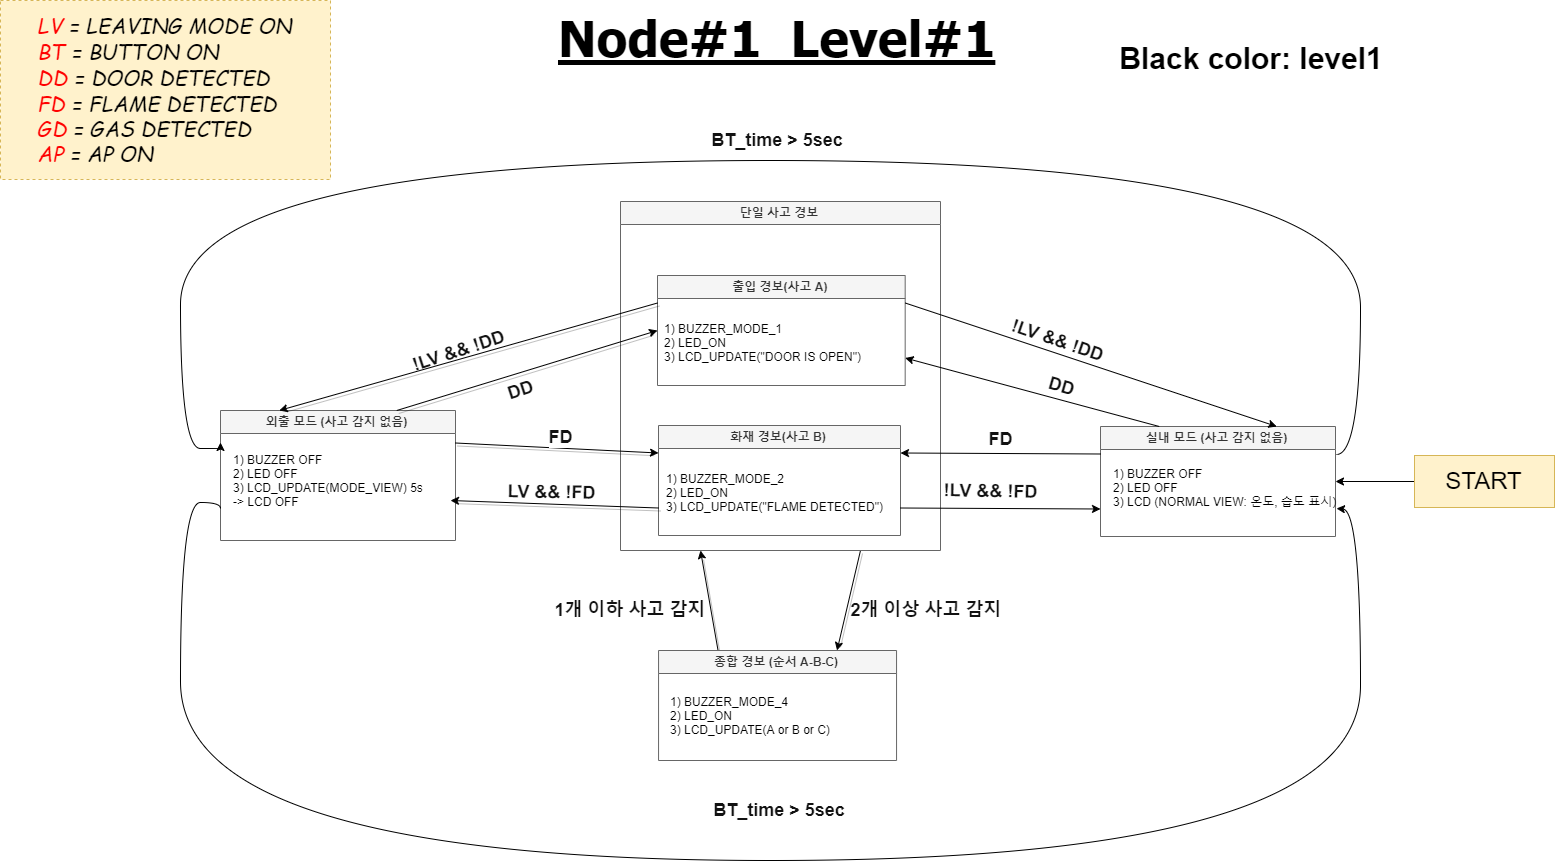 LV = LEAVING MODE ON
BT = BUTTON ON
DD = DOOR DETECTED
FD = FLAME DETECTED
GD = GAS DETECTED
AP = AP ON
Node#1  Level#1
Black color: level1
BT_time > 5sec
단일 사고 경보
출입 경보(사고 A)
1) BUZZER_MODE_1
2) LED_ON
3) LCD_UPDATE("DOOR IS OPEN")
!LV && !DD
DD
!LV && !DD
DD
외출 모드 (사고 감지 없음)
1) BUZZER OFF
2) LED OFF
3) LCD_UPDATE(MODE_VIEW) 5s
-> LCD OFF
FD
LV && !FD
화재 경보(사고 B)
1) BUZZER_MODE_2
2) LED_ON
3) LCD_UPDATE("FLAME DETECTED")
FD
!LV && !FD
실내 모드 (사고 감지 없음)
1) BUZZER OFF
2) LED OFF
3) LCD (NORMAL VIEW: 온도, 습도 표시)
START
1개 이하 사고 감지
2개 이상 사고 감지
종합 경보 (순서 A-B-C)
1) BUZZER_MODE_4
2) LED_ON
3) LCD_UPDATE(A or B or C)
BT_time > 5sec